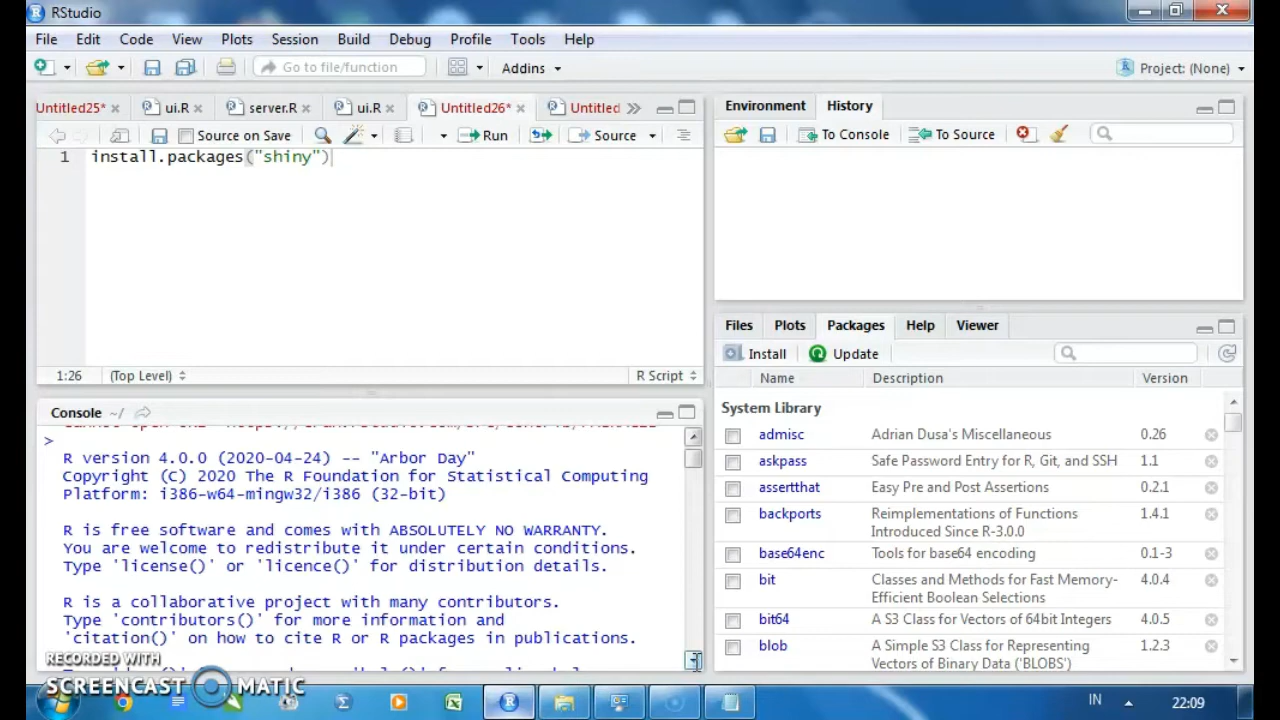 RStudio
File Edit Code View Plots Session Build Debug Profile Tools Help
Go to file/function Addins Project: (None)
Untitled25* ui.R server.R ui.R Untitled26* Untitled
Source on Save Run Source
1 install.packages("shiny")
1:26 (Top Level) R Script
Console ~/
>
R version 4.0.0 (2020-04-24) -- "Arbor Day"
Copyright (C) 2020 The R Foundation for Statistical Computing
Platform: i386-w64-mingw32/i386 (32-bit)
R is free software and comes with ABSOLUTELY NO WARRANTY.
You are welcome to redistribute it under certain conditions.
Type 'license()' or 'licence()' for distribution details.
R is a collaborative project with many contributors.
Type 'contributors()' for more information and
'citation()' on how to cite R or R packages in publications.
Environment History
To Console To Source
Files Plots Packages Help Viewer
Install Update
Name Description Version
System Library
admisc Adrian Dusa's Miscellaneous 0.26
askpass Safe Password Entry for R, Git, and SSH 1.1
assertthat Easy Pre and Post Assertions 0.2.1
backports Reimplementations of Functions 1.4.1
Introduced Since R-3.0.0
base64enc Tools for base64 encoding 0.1-3
bit Classes and Methods for Fast Memory- 4.0.4
Efficient Boolean Selections
bit64 A S3 Class for Vectors of 64bit Integers 4.0.5
blob A Simple S3 Class for Representing 1.2.3
Vectors of Binary Data ('BLOBS')
RECORDED WITH
SCREENCAST MATIC
IN 22:09